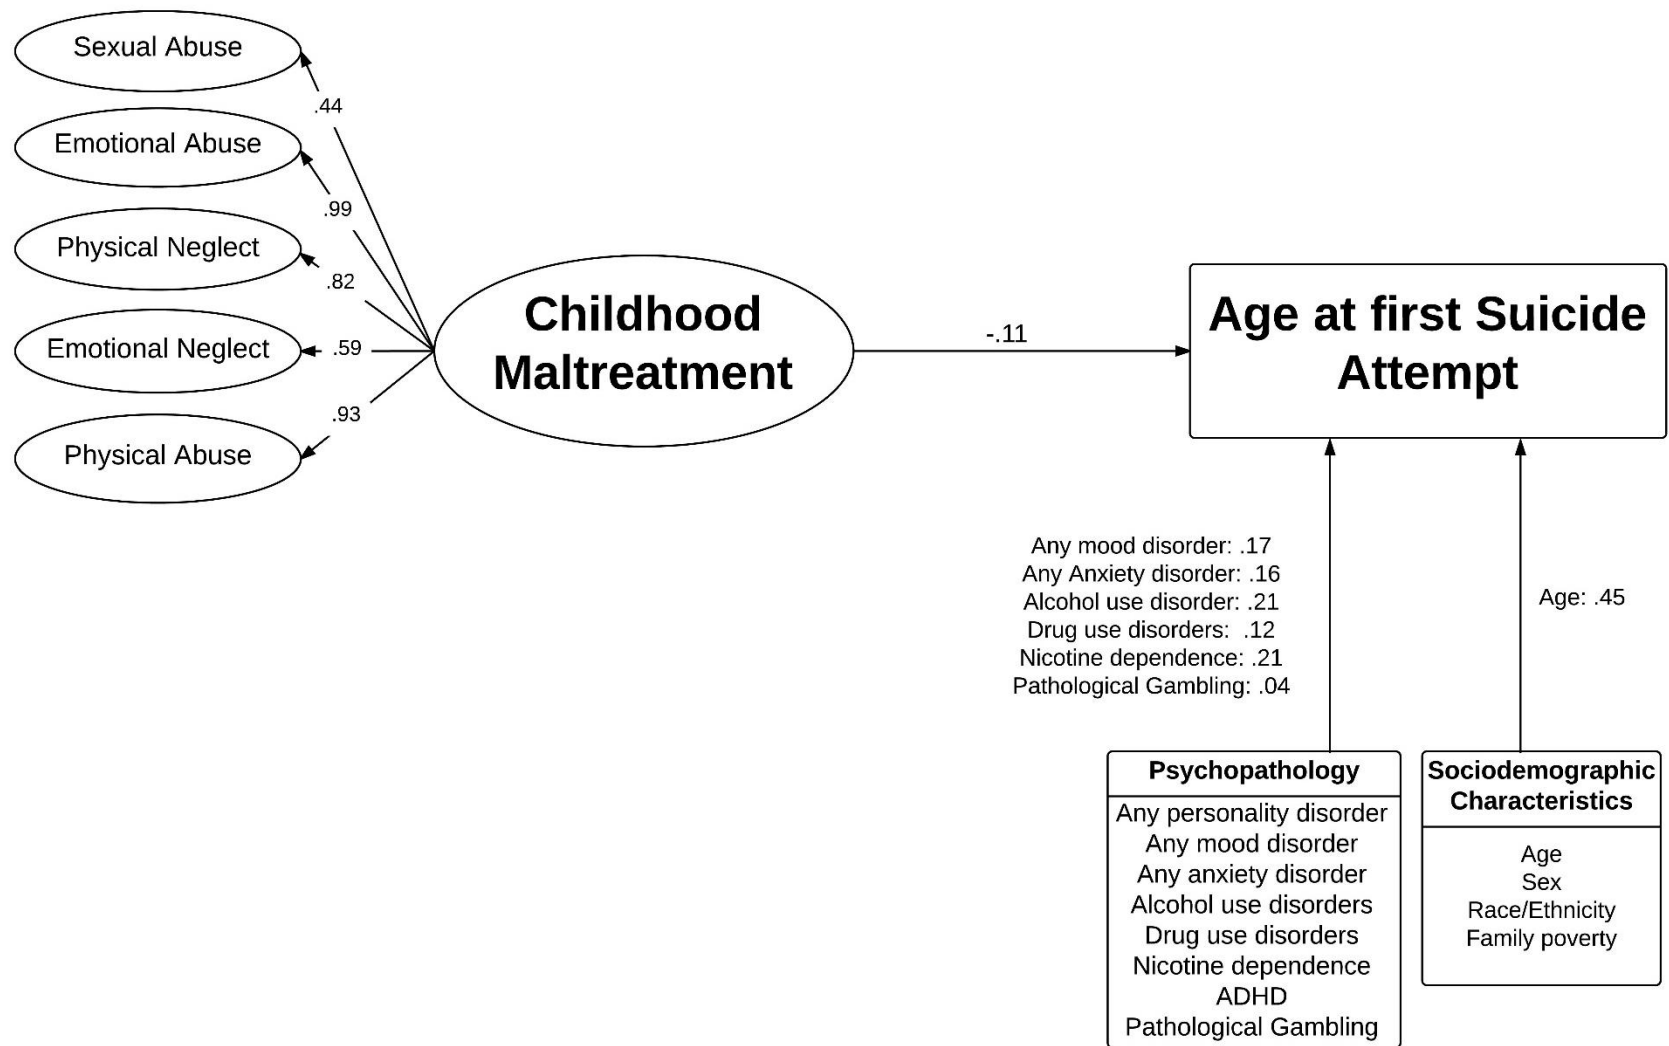 Sexual Abuse
.44
Emotional Abuse
.99
Physical Neglect
.82
Emotional Neglect
.59
Physical Abuse
.93
Childhood
Maltreatment
-.11
Age at first Suicide
Attempt
Any mood disorder: .17
Any Anxiety disorder: .16
Alcohol use disorder: .21
Drug use disorders: .12
Nicotine dependence: .21
Pathological Gambling: .04
Age: .45
Psychopathology
Any personality disorder
Any mood disorder
Any anxiety disorder
Alcohol use disorders
Drug use disorders
Nicotine dependence
ADHD
Pathological Gambling
Sociodemographic
Characteristics
Age
Sex
Race/Ethnicity
Family poverty